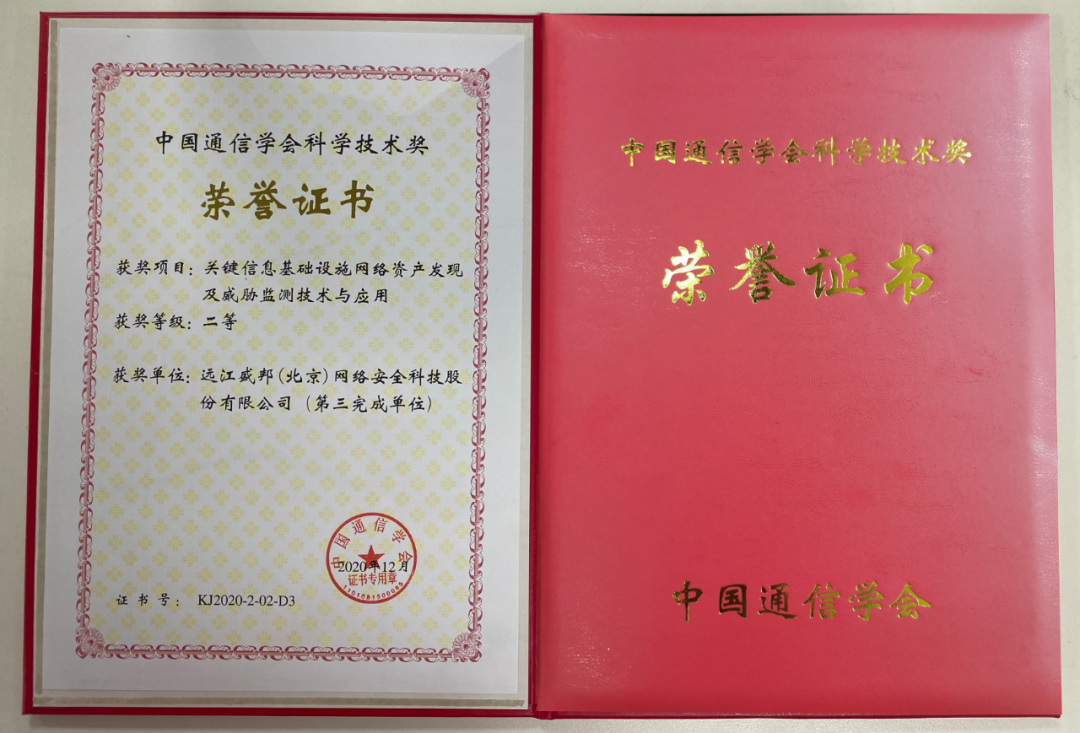 中国通信学会科学技术奖
荣誉证书
获奖项目：关键信息基础设施网络资产发现
及威胁监测技术与应用
获奖等级：二等
获奖单位：远江盛邦（北京）网络安全科技股
份有限公司（第三完成单位）
中国通信学会
2020年12月
证书专用章
证书号：KJ2020-2-02-D3
中国通信学会科学技术奖
荣誉证书
中国通信学会